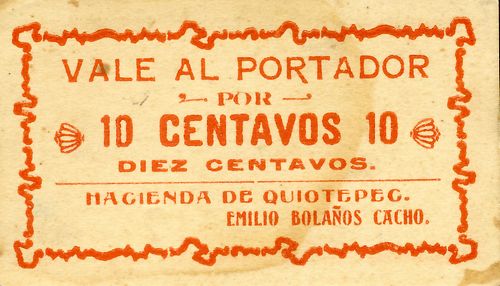 VALE AL PORTADOR
POR
10 CENTAVOS 10
DIEZ CENTAVOS.
HACIENDA DE QUIOTEPEC.
EMILIO BOLAÑOS CACHO.